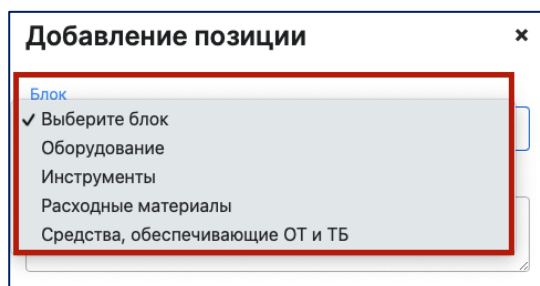 Добавление позиции
×
Блок
✓ Выберите блок
Оборудование
Инструменты
Расходные материалы
Средства, обеспечивающие ОТ и ТБ